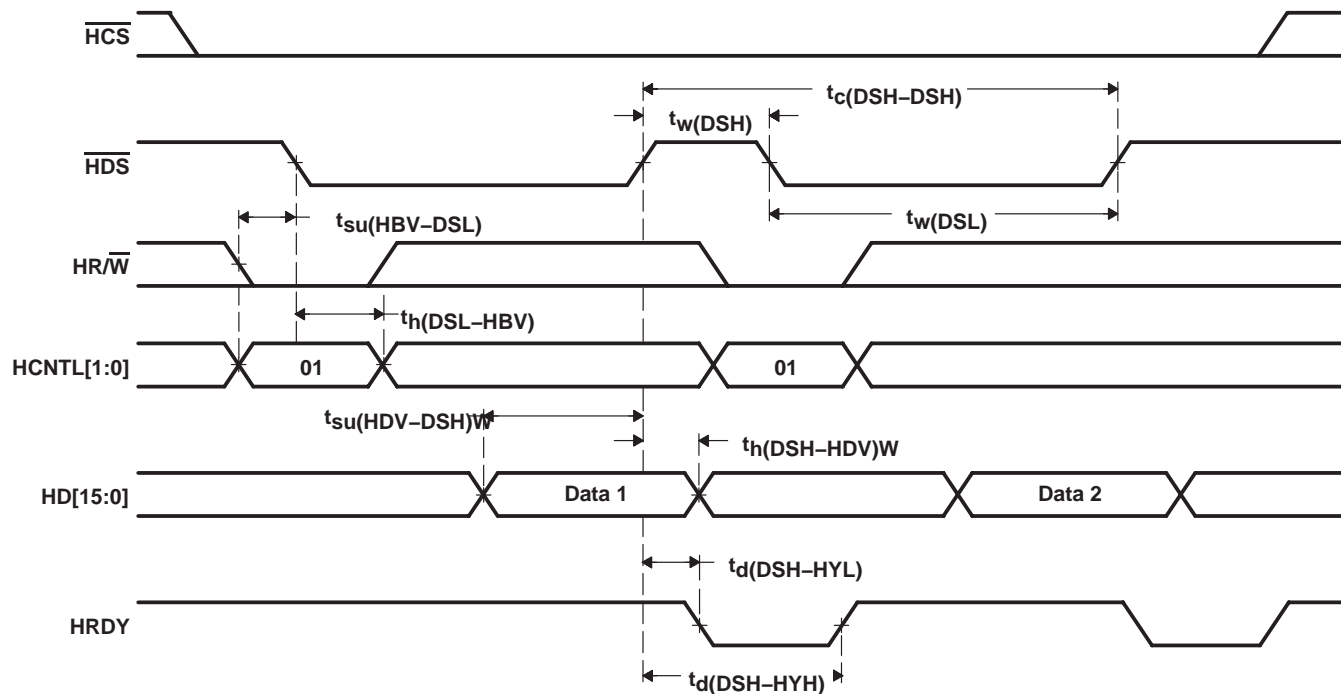 HCS
tc(DSH–DSH)
tw(DSH)
HDS
tsu(HBV–DSL)
tw(DSL)
HR/W
th(DSL–HBV)
HCNTL[1:0]
01
01
tsu(HDV–DSH)W
th(DSH–HDV)W
HD[15:0]
Data 1
Data 2
td(DSH–HYL)
HRDY
td(DSH–HYH)